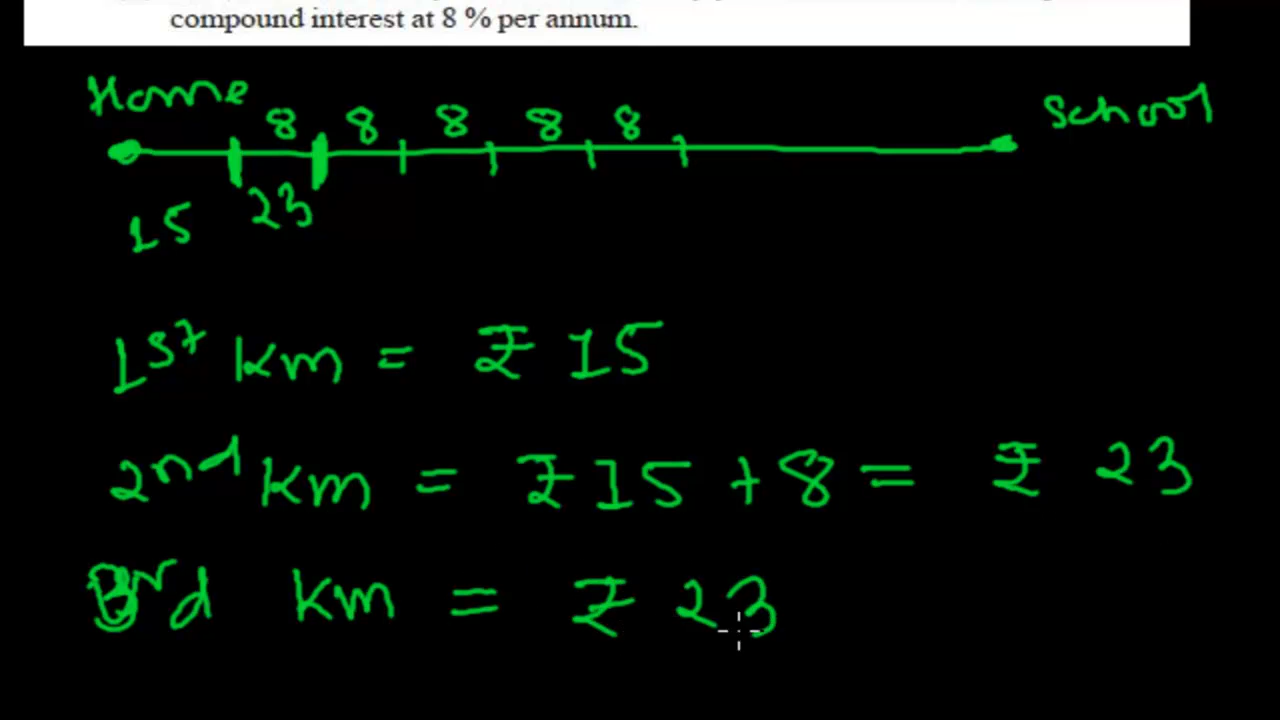 compound interest at 8 % per annum.
Home
School
8 8 8 8 8
15 23
1st km = ₹ 15
2nd km = ₹ 15 + 8 = ₹ 23
3rd km = ₹ 23